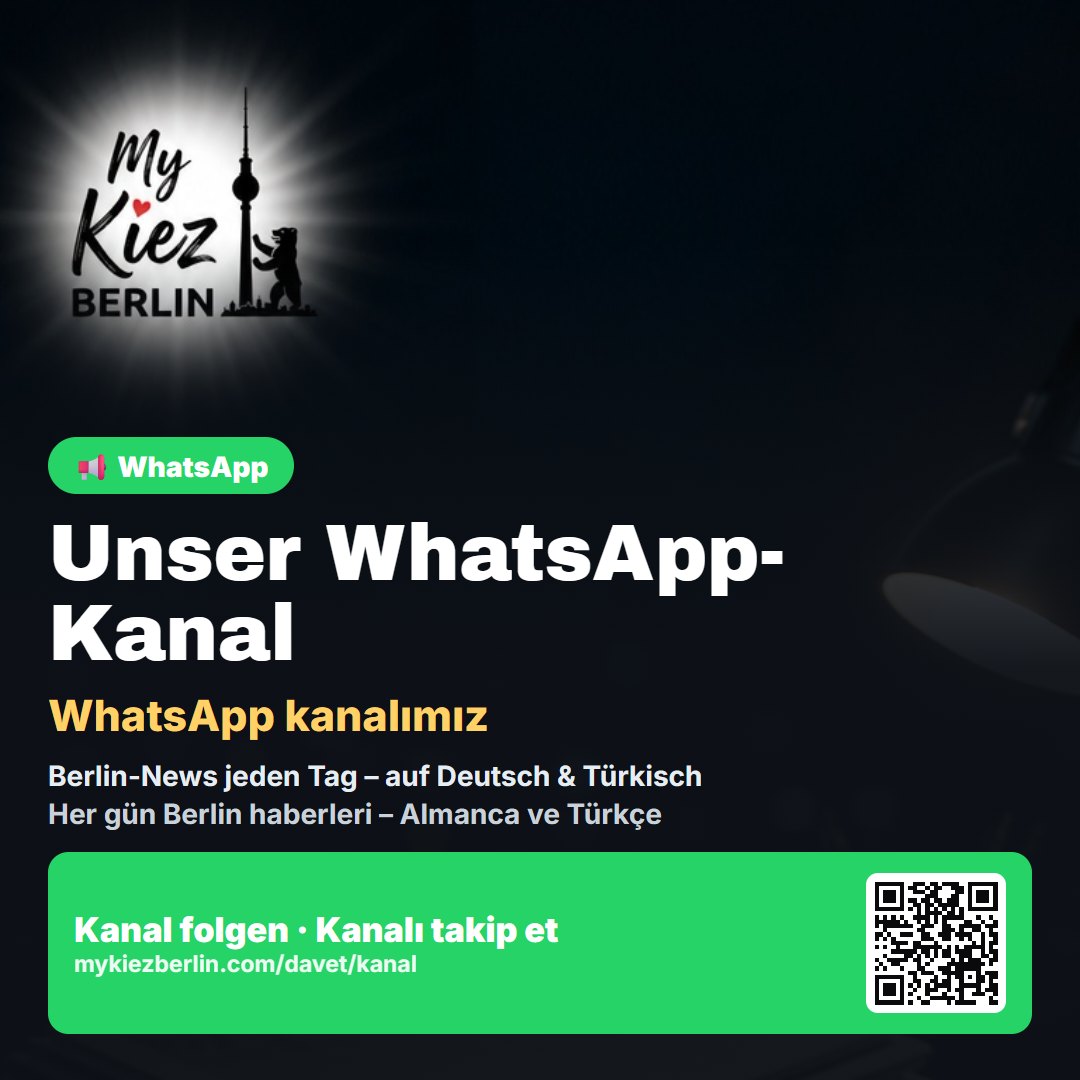 My
Kiez
BERLIN
WhatsApp
Unser WhatsApp-
Kanal
WhatsApp kanalımız
Berlin-News jeden Tag – auf Deutsch & Türkisch
Her gün Berlin haberleri – Almanca ve Türkçe
Kanal folgen · Kanalı takip et
mykiezberlin.com/davet/kanal